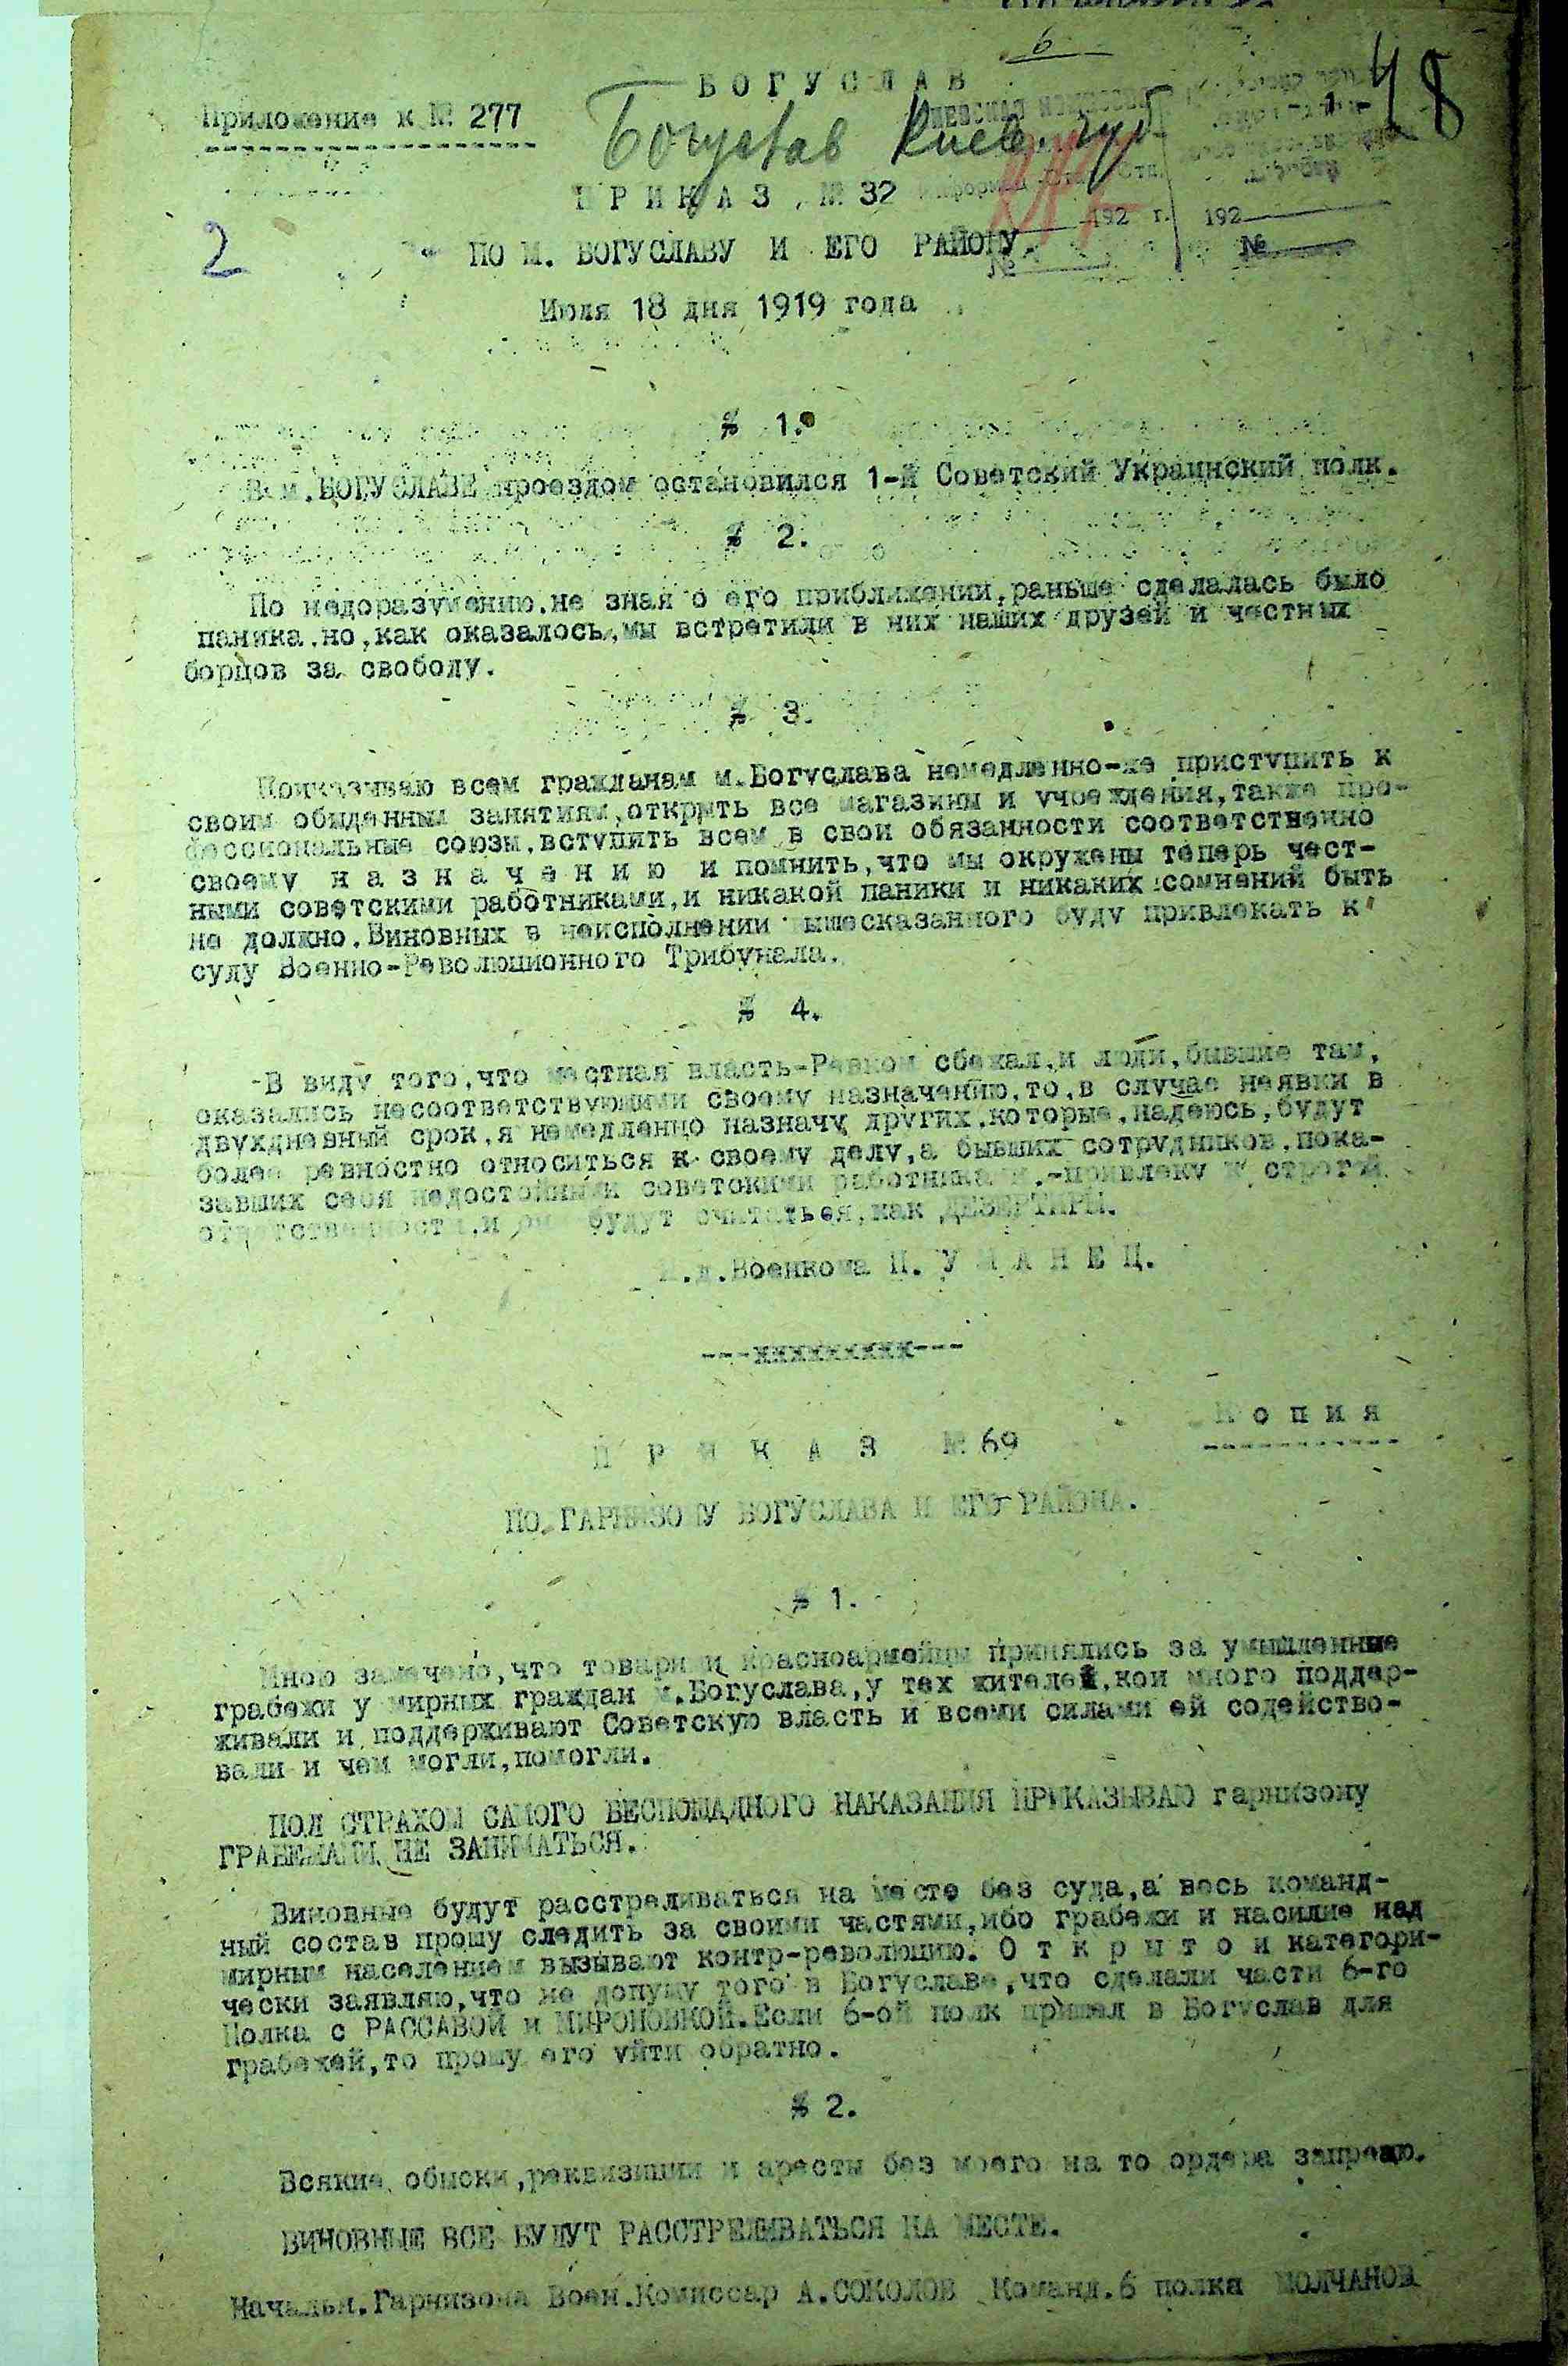 6
БОГУСЛАВ
48
Приложение к № 277
Богуслав Киев. губ
-1-
ПРИКАЗ № 32
192 г. 192
2
ПО М. БОГУСЛАВУ И ЕГО РАЙОНУ
№ №
Июля 18 дня 1919 года
§ 1.
В м.БОГУСЛАВЕ проездом остановился 1-й Советский Украинский полк.
§ 2.
По недоразумению,не зная о его приближении,раньше сделалась было
паника,но,как оказалось,мы встретили в них наших друзей и честных
борцов за свободу.
§ 3.
Приказываю всем гражданам м.Богуслава немедленно-же приступить к
своим обыденным занятиям,открыть все магазины и учреждения,также про-
фессиональные союзы,вступить всем в свои обязанности соответственно
своему н а з н а ч е н и ю и помнить,что мы окружены теперь чест-
ными советскими работниками,и никакой паники и никаких сомнений быть
не должно.Виновных в неисполнении вышесказанного буду привлекать к
суду Военно-Революционного Трибунала.
§ 4.
В виду того,что местная власть-Ревком сбежал,и люди,бывшие там,
оказались несоответствующими своему назначению,то,в случае неявки в
двухдневный срок,я немедленно назначу других,которые,надеюсь,будут
более ревностно относиться к своему делу,а бывших сотрудников,пока-
завших себя недостойными советскими работниками,-привлеку к строгой
ответственности,и они будут считаться,как ДЕЗЕРТИРЫ.
И.д.Военкома П. У М А Н Е Ц.
---xxxxxxxxxx---
К о п и я
П Р И К А З № 69
ПО ГАРНИЗОНУ БОГУСЛАВА И ЕГО РАЙОНА.
§ 1.
Мною замечено,что товарищи красноармейцы принялись за умышленные
грабежи у мирных граждан м.Богуслава,у тех жителей,кои много поддер-
живали и поддерживают Советскую власть и всеми силами ей содейство-
вали и чем могли,помогли.
ПОД СТРАХОМ САМОГО БЕСПОЩАДНОГО НАКАЗАНИЯ ПРИКАЗЫВАЮ гарнизону
ГРАБЕЖАМИ НЕ ЗАНИМАТЬСЯ.
Виновные будут расстреливаться на месте без суда,а весь команд-
ный состав прошу следить за своими частями,ибо грабежи и насилие над
мирным населением вызывают контр-революцию. О т к р ы т о и категори-
чески заявляю,что не допущу того в Богуславе,что сделали части 6-го
Полка с РАССАВОЙ и МИРОНОВКОЙ.Если 6-ой полк пришел в Богуслав для
грабежей,то прошу его уйти обратно.
§ 2.
Всякие обыски,реквизиции и аресты без моего на то ордера запрещаю.
ВИНОВНЫЕ ВСЕ БУДУТ РАССТРЕЛИВАТЬСЯ НА МЕСТЕ.
Начальн.Гарнизона Воен.Комиссар А.СОКОЛОВ Команд.6 полка МОЛЧАНОВ